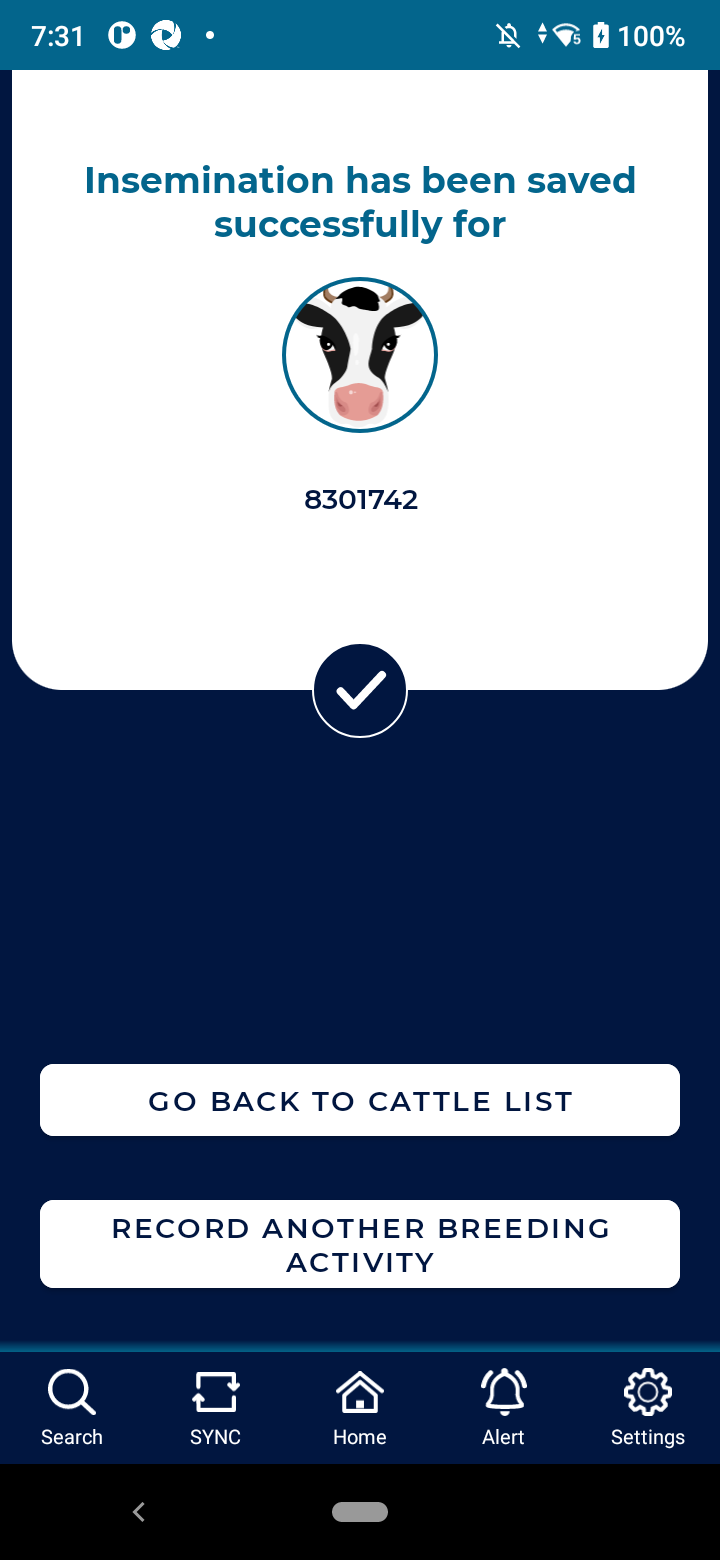 7:31
5
100%
Insemination has been saved
successfully for
8301742
GO BACK TO CATTLE LIST
RECORD ANOTHER BREEDING
ACTIVITY
Search
SYNC
Home
Alert
Settings